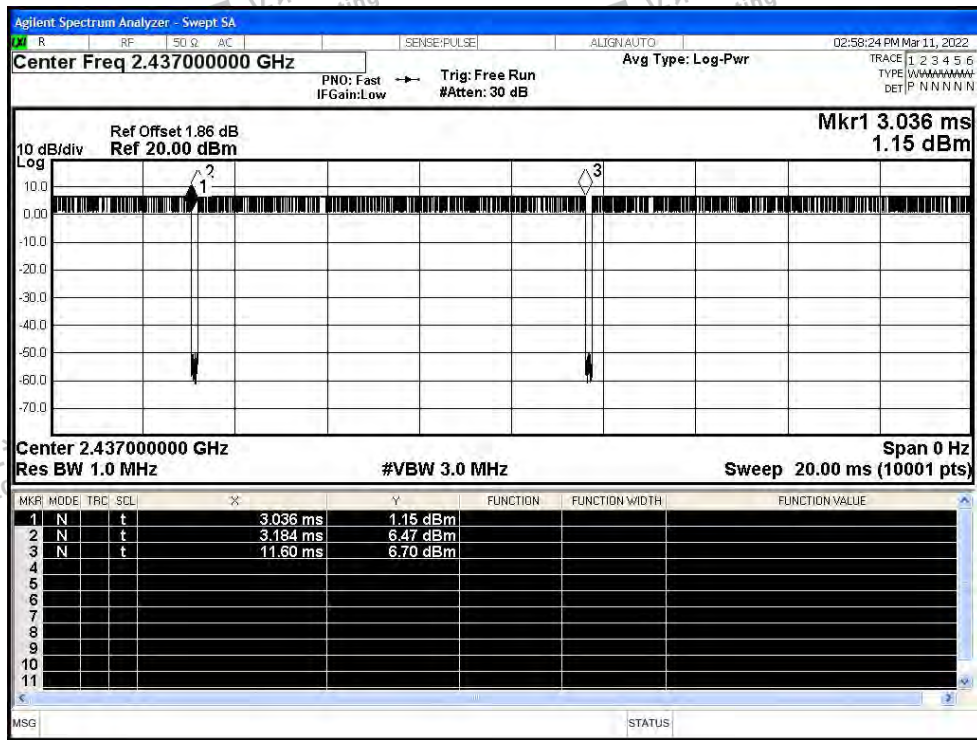 Agilent Spectrum Analyzer - Swept SA
LXI R RF 50 Ω AC SENSE:PULSE ALIGN AUTO 02:58:24 PM Mar 11, 2022
Center Freq 2.437000000 GHz
PNO: Fast Trig: Free Run Avg Type: Log-Pwr TRACE 1 2 3 4 5 6
IFGain:Low #Atten: 30 dB TYPE WWWWWW
DET P N N N N N
Mkr1 3.036 ms
1.15 dBm
Ref Offset 1.86 dB
10 dB/div Ref 20.00 dBm
Log
2
1
3
10.0
0.00
-10.0
-20.0
-30.0
-40.0
-50.0
-60.0
-70.0
Center 2.437000000 GHz Span 0 Hz
Res BW 1.0 MHz #VBW 3.0 MHz Sweep 20.00 ms (10001 pts)
MKR MODE TRC SCL X Y FUNCTION FUNCTION WIDTH FUNCTION VALUE
1 N t 3.036 ms 1.15 dBm
2 N t 3.184 ms 6.47 dBm
3 N t 11.60 ms 6.70 dBm
4
5
6
7
8
9
10
11
MSG STATUS